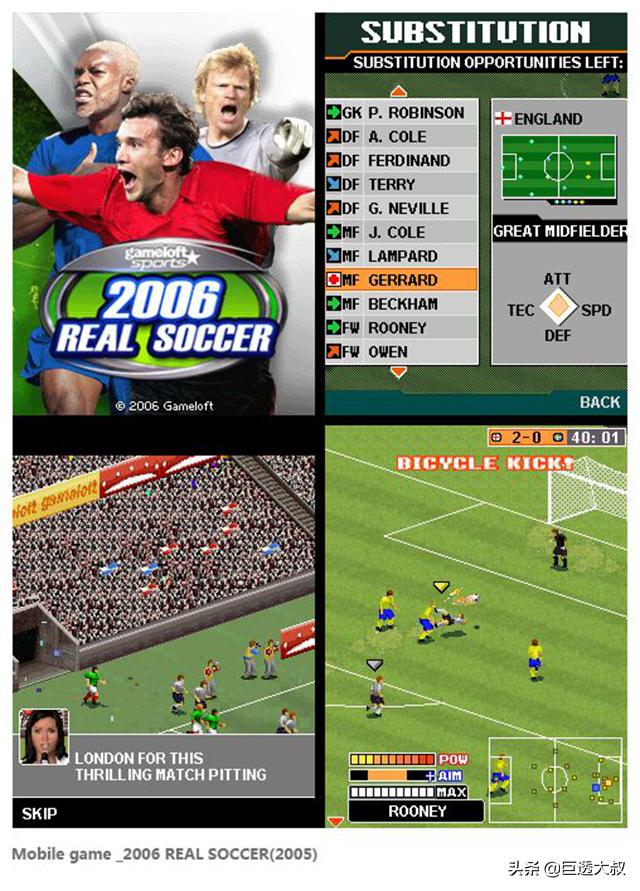 gameloft
sports
2006
REAL SOCCER
© 2006 Gameloft
SUBSTITUTION
SUBSTITUTION OPPORTUNITIES LEFT:
GK P. ROBINSON
DF A. COLE
DF FERDINAND
DF TERRY
DF G. NEVILLE
MF J. COLE
MF LAMPARD
MF GERRARD
MF BECKHAM
FW ROONEY
FW OWEN
ENGLAND
GREAT MIDFIELDER
ATT
TEC SPD
DEF
BACK
loft gameloft
LONDON FOR THIS
THRILLING MATCH PITTING
SKIP
2-0 40:01
BICYCLE KICK!
POW
AIM
MAX
ROONEY
Mobile game _2006 REAL SOCCER(2005)
头条 @巨透大叔